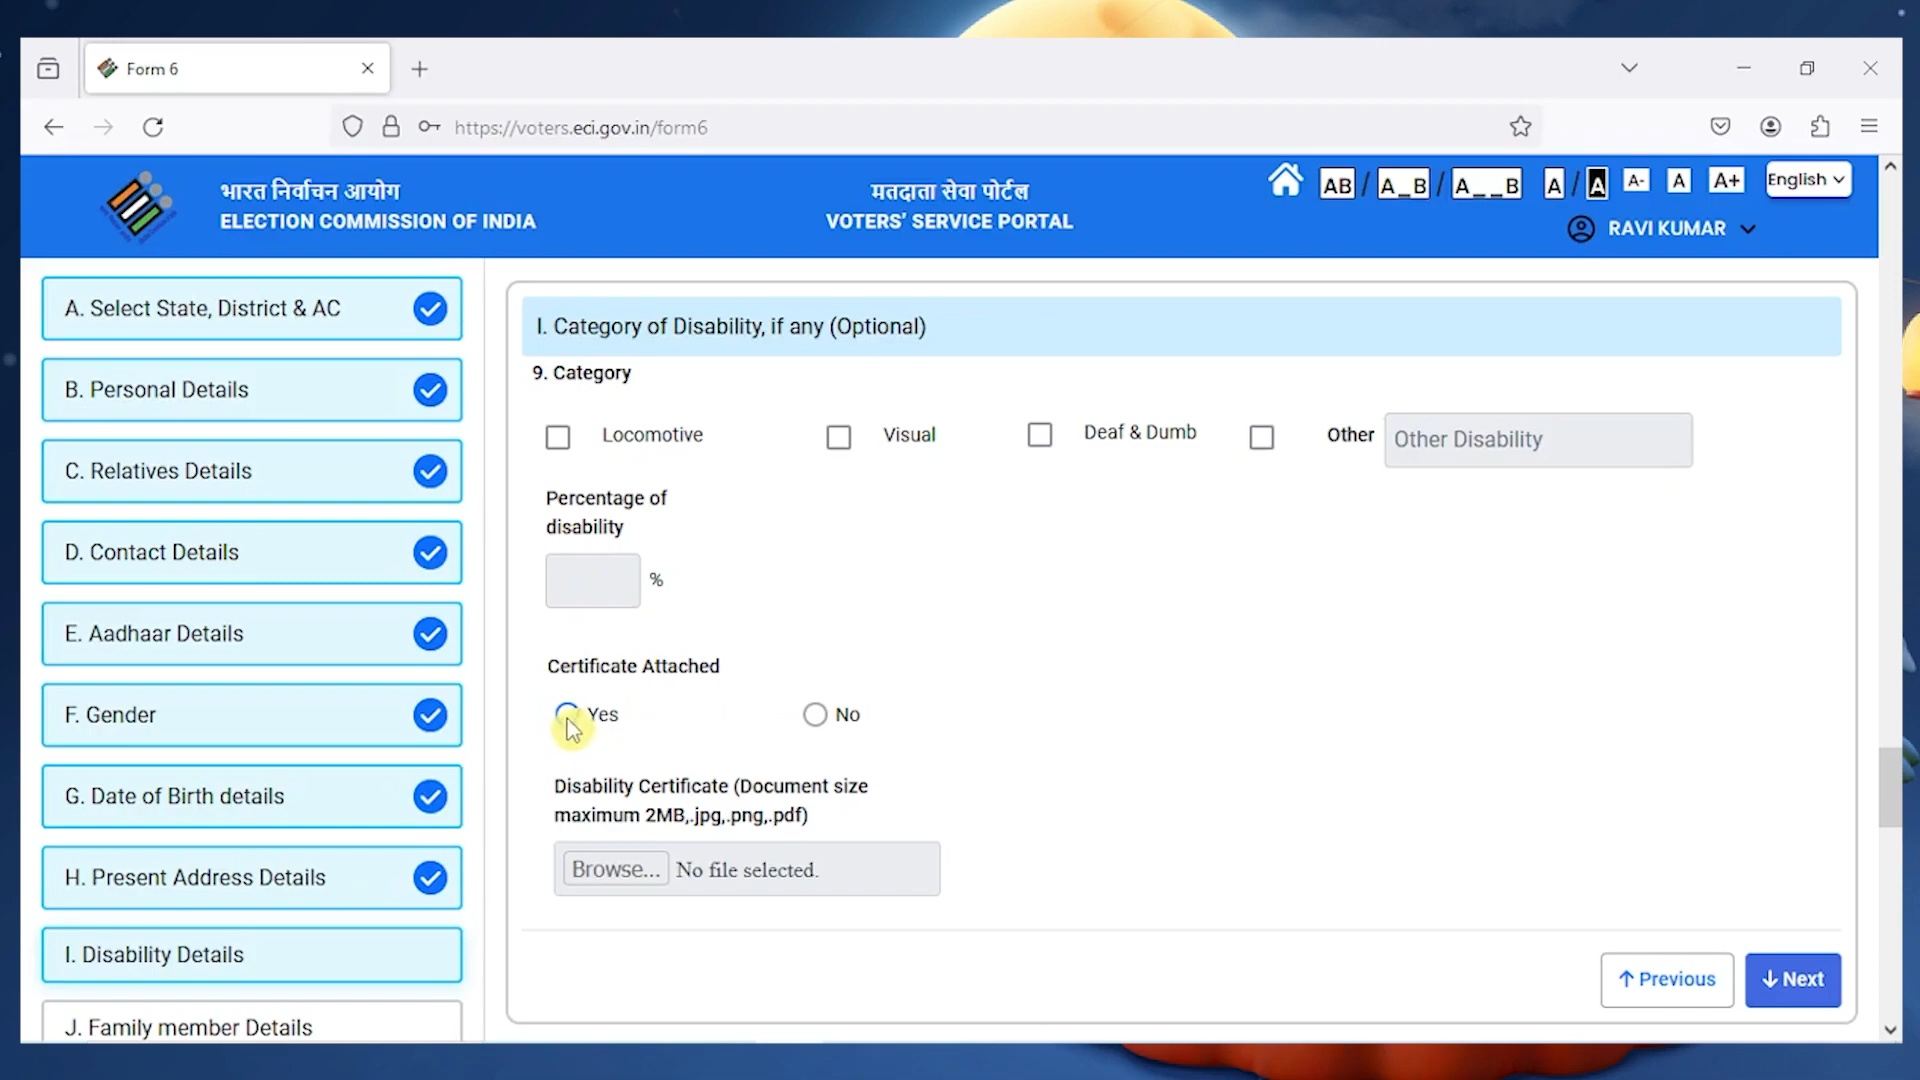 Form 6
https://voters.eci.gov.in/form6
भारत निर्वाचन आयोग
ELECTION COMMISSION OF INDIA
मतदाता सेवा पोर्टल
VOTERS' SERVICE PORTAL
AB / A_B / A__B A / A A- A A+ English
RAVI KUMAR
A. Select State, District & AC
B. Personal Details
C. Relatives Details
D. Contact Details
E. Aadhaar Details
F. Gender
G. Date of Birth details
H. Present Address Details
I. Disability Details
J. Family member Details
I. Category of Disability, if any (Optional)
9. Category
Locomotive Visual Deaf & Dumb Other Other Disability
Percentage of
disability
%
Certificate Attached
Yes No
Disability Certificate (Document size
maximum 2MB,.jpg,.png,.pdf)
Browse... No file selected.
Previous Next